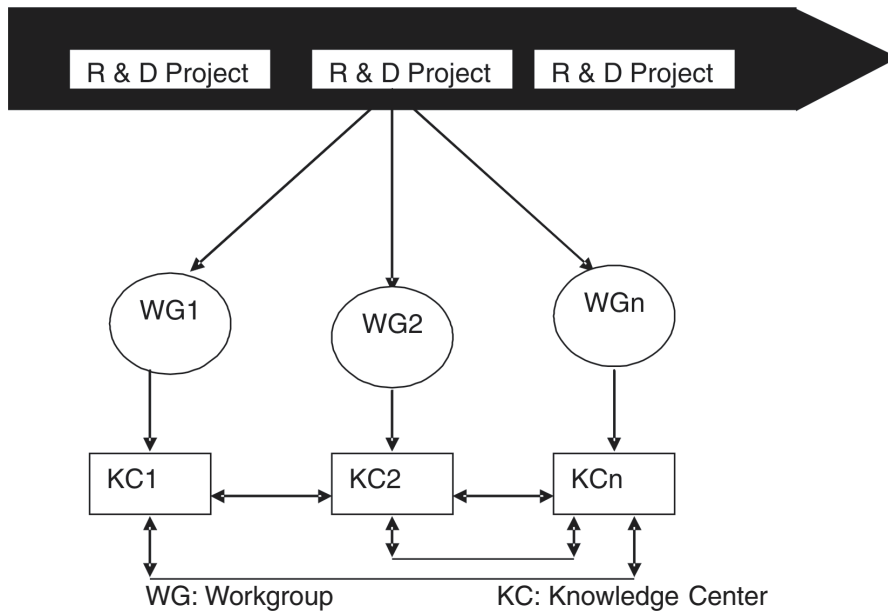 R & D Project
R & D Project
R & D Project
WG1
WG2
WGn
KC1
KC2
KCn
WG: Workgroup
KC: Knowledge Center